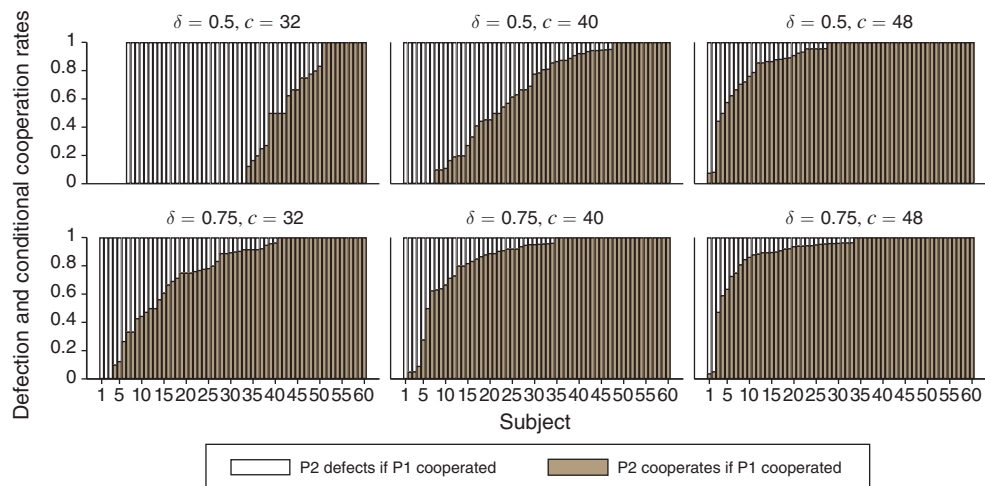 Defection and conditional cooperation rates
δ = 0.5, c = 32
δ = 0.5, c = 40
δ = 0.5, c = 48
1
0.8
0.6
0.4
0.2
0
δ = 0.75, c = 32
δ = 0.75, c = 40
δ = 0.75, c = 48
1
0.8
0.6
0.4
0.2
0
1 5 10 15 20 25 30 35 40 45 50 55 60
1 5 10 15 20 25 30 35 40 45 50 55 60
1 5 10 15 20 25 30 35 40 45 50 55 60
Subject
P2 defects if P1 cooperated
P2 cooperates if P1 cooperated